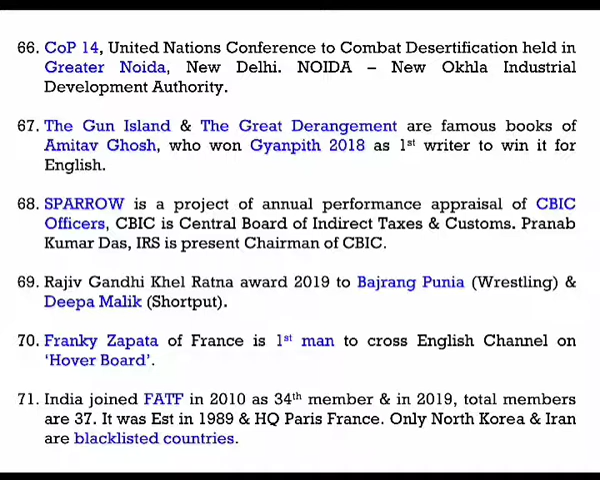 66. CoP 14, United Nations Conference to Combat Desertification held in
Greater Noida, New Delhi. NOIDA – New Okhla Industrial
Development Authority.
67. The Gun Island & The Great Derangement are famous books of
Amitav Ghosh, who won Gyanpith 2018 as 1st writer to win it for
English.
68. SPARROW is a project of annual performance appraisal of CBIC
Officers, CBIC is Central Board of Indirect Taxes & Customs. Pranab
Kumar Das, IRS is present Chairman of CBIC.
69. Rajiv Gandhi Khel Ratna award 2019 to Bajrang Punia (Wrestling) &
Deepa Malik (Shortput).
70. Franky Zapata of France is 1st man to cross English Channel on
‘Hover Board’.
71. India joined FATF in 2010 as 34th member & in 2019, total members
are 37. It was Est in 1989 & HQ Paris France. Only North Korea & Iran
are blacklisted countries.